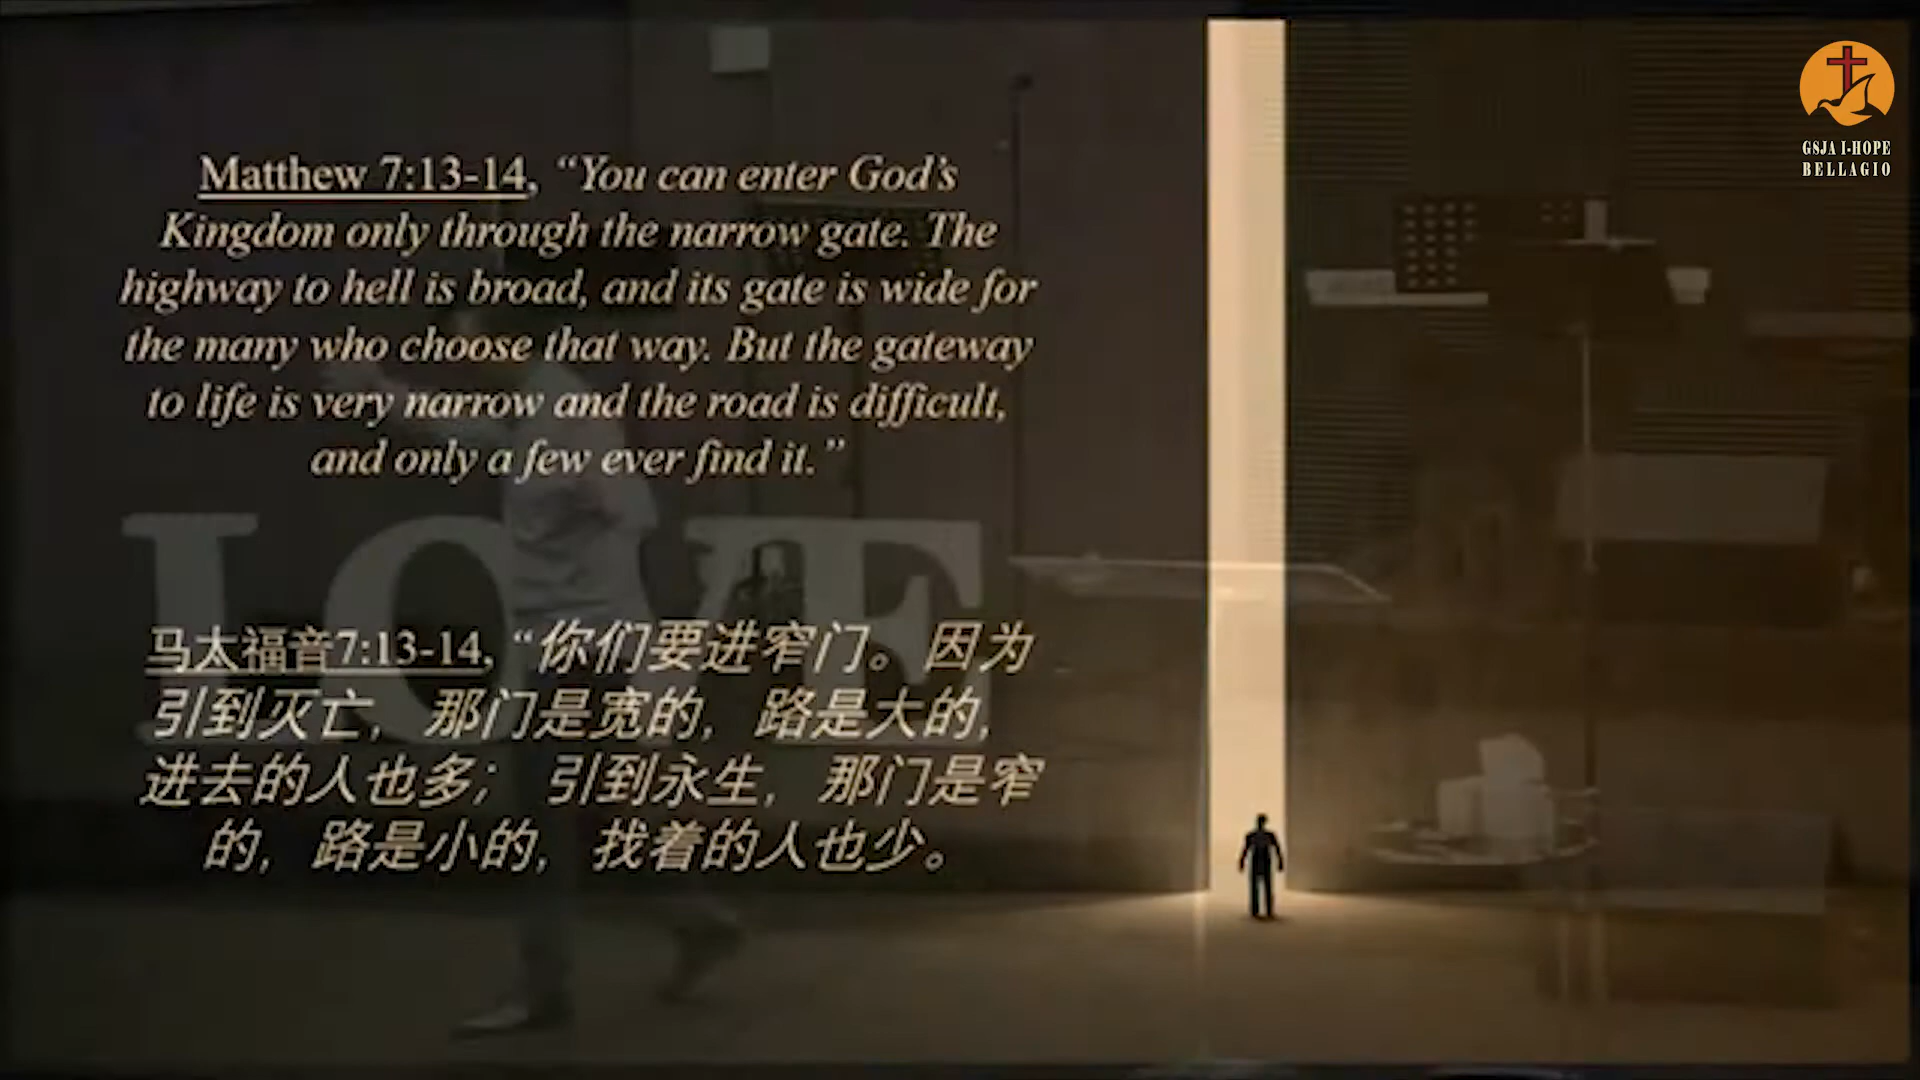 Matthew 7:13-14, “You can enter God’s
Kingdom only through the narrow gate. The
highway to hell is broad, and its gate is wide for
the many who choose that way. But the gateway
to life is very narrow and the road is difficult,
and only a few ever find it.”
LOVE
马太福音7:13-14, “你们要进窄门。因为
引到灭亡，那门是宽的，路是大的，
进去的人也多； 引到永生，那门是窄
的，路是小的，找着的人也少。
GSJA I-HOPE
BELLAGIO